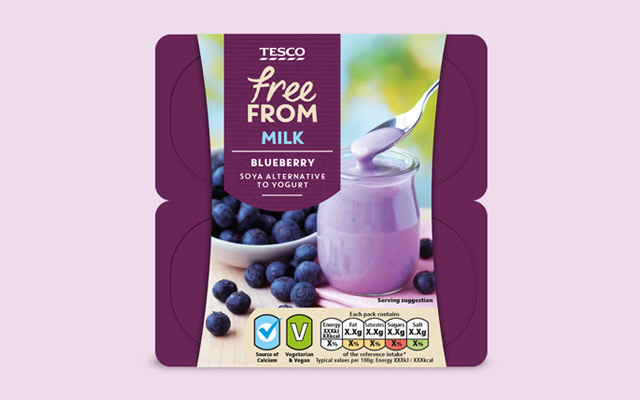 TESCO
free
FROM
MILK
BLUEBERRY
SOYA ALTERNATIVE
TO YOGURT
Serving suggestion
Source of
Calcium
V
Vegetarian
& Vegan
Each pack contains
Energy
XXXkJ
XXkcal
X%
Fat
X.Xg
X%
Saturates
X.Xg
X%
Sugars
X.Xg
X%
Salt
X.Xg
X%
of the reference intake*
Typical values per 100g: Energy XXXkJ / XXXkcal